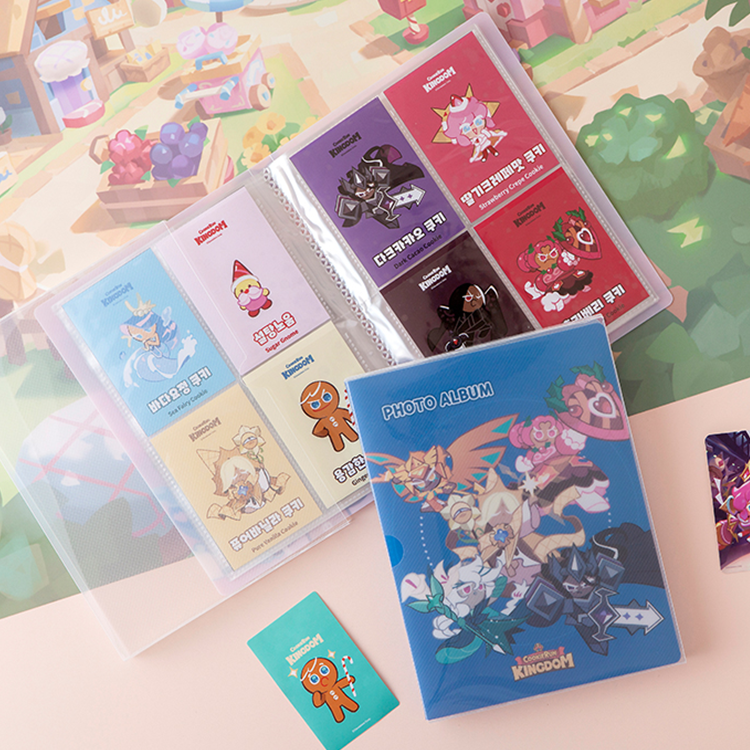 CookieRun
KINGDOM
바다요정 쿠키
Sea Fairy Cookie
CookieRun
KINGDOM
설탕노움
Sugar Gnome
CookieRun
KINGDOM
퓨어바닐라 쿠키
Pure Vanilla Cookie
CookieRun
KINGDOM
용감한
CookieRun
KINGDOM
다크카카오 쿠키
Dark Cacao Cookie
CookieRun
KINGDOM
딸기크레페맛 쿠키
Strawberry Crepe Cookie
CookieRun
KINGDOM
CookieRun
KINGDOM
쿠키
Cookie
PHOTO ALBUM
CookieRun
KINGDOM
CookieRun
KINGDOM